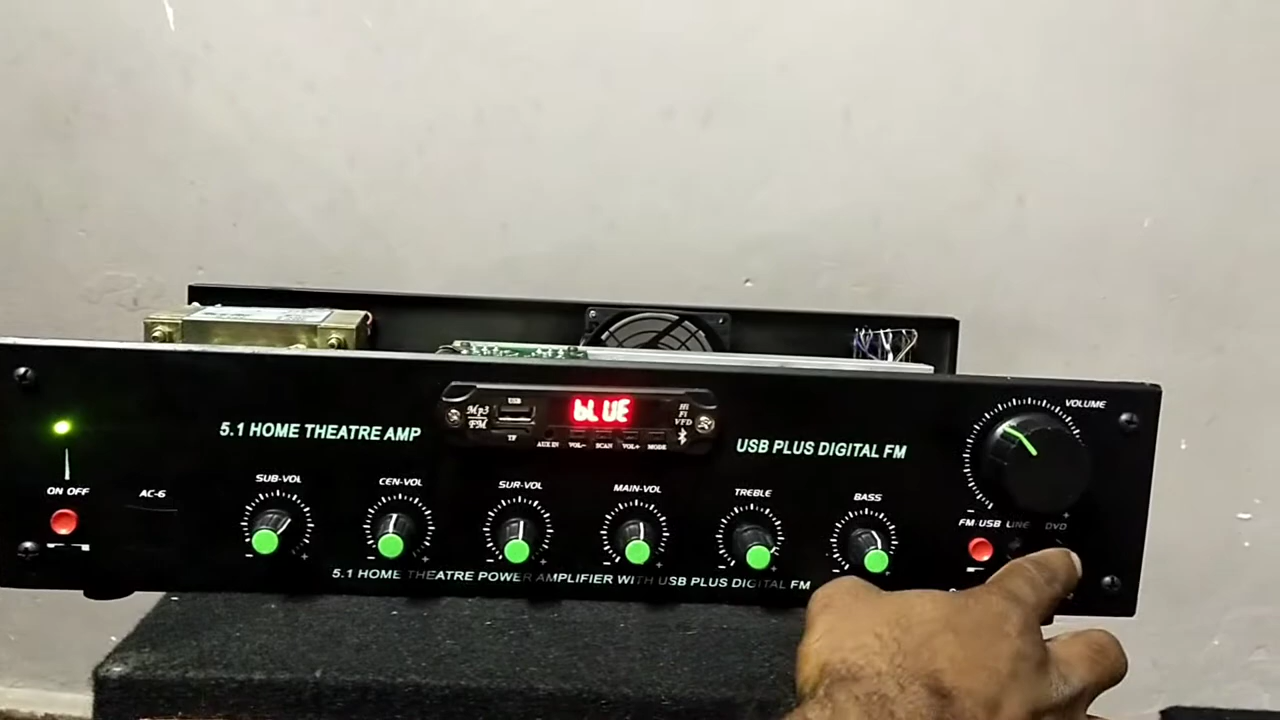 VOLUME
USB
Mp3
FM
bLUE
Hi
Fi
VFD
TF
AUX IN VOL- SCAN VOL+ MODE
5.1 HOME THEATRE AMP
USB PLUS DIGITAL FM
ON OFF
AC-6
SUB-VOL
CEN-VOL
SUR-VOL
MAIN-VOL
TREBLE
BASS
FM/USB LINE DVD
5.1 HOME THEATRE POWER AMPLIFIER WITH USB PLUS DIGITAL FM